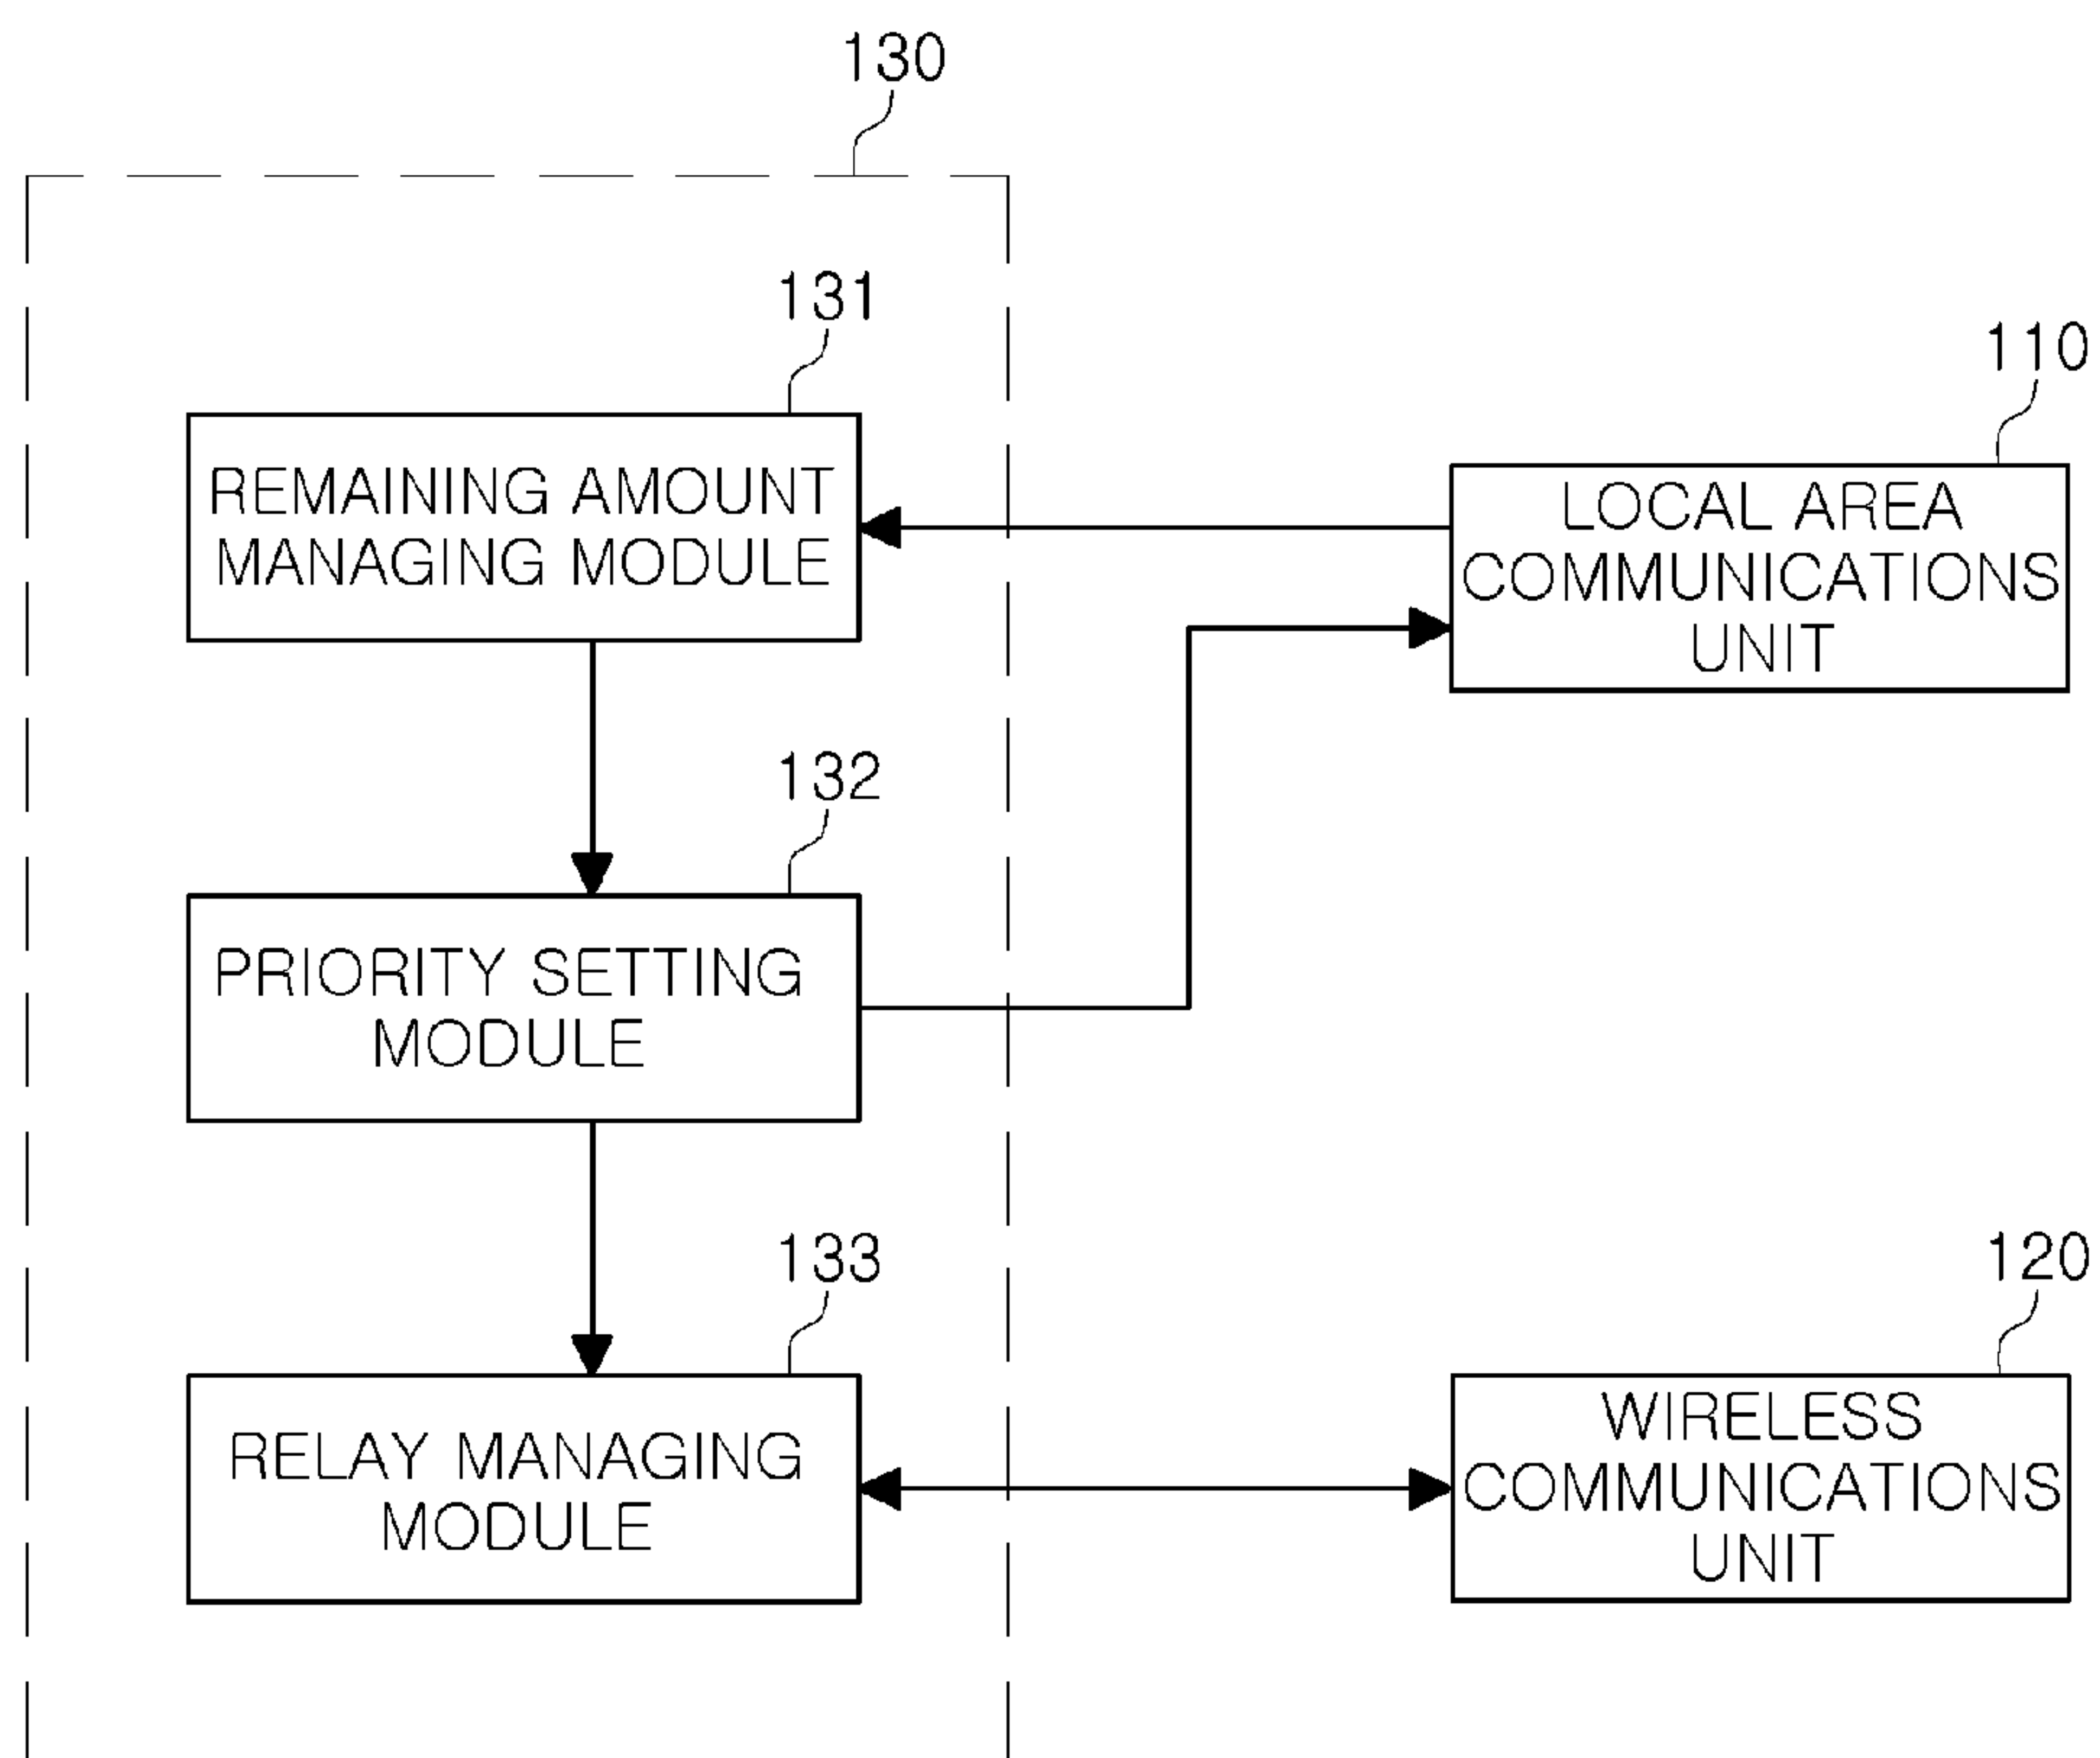 130
131
REMAINING AMOUNT
MANAGING MODULE
110
LOCAL AREA
COMMUNICATIONS
UNIT
132
PRIORITY SETTING
MODULE
133
RELAY MANAGING
MODULE
120
WIRELESS
COMMUNICATIONS
UNIT